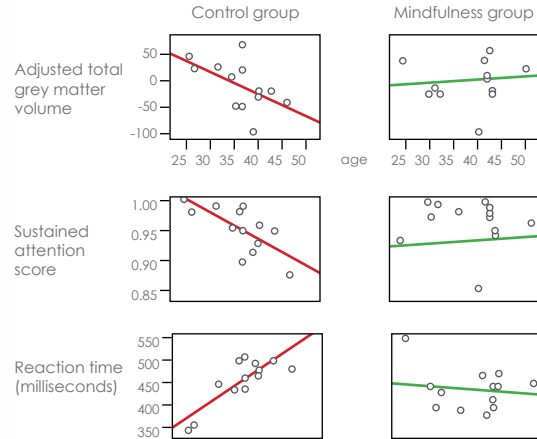 Control group
Mindfulness group
Adjusted total
grey matter
volume
50
0
-50
-100
25 30 35 40 45 50 age 25 30 35 40 45 50
Sustained
attention
score
1.00
0.95
0.90
0.85
Reaction time
(milliseconds)
550
500
450
400
350